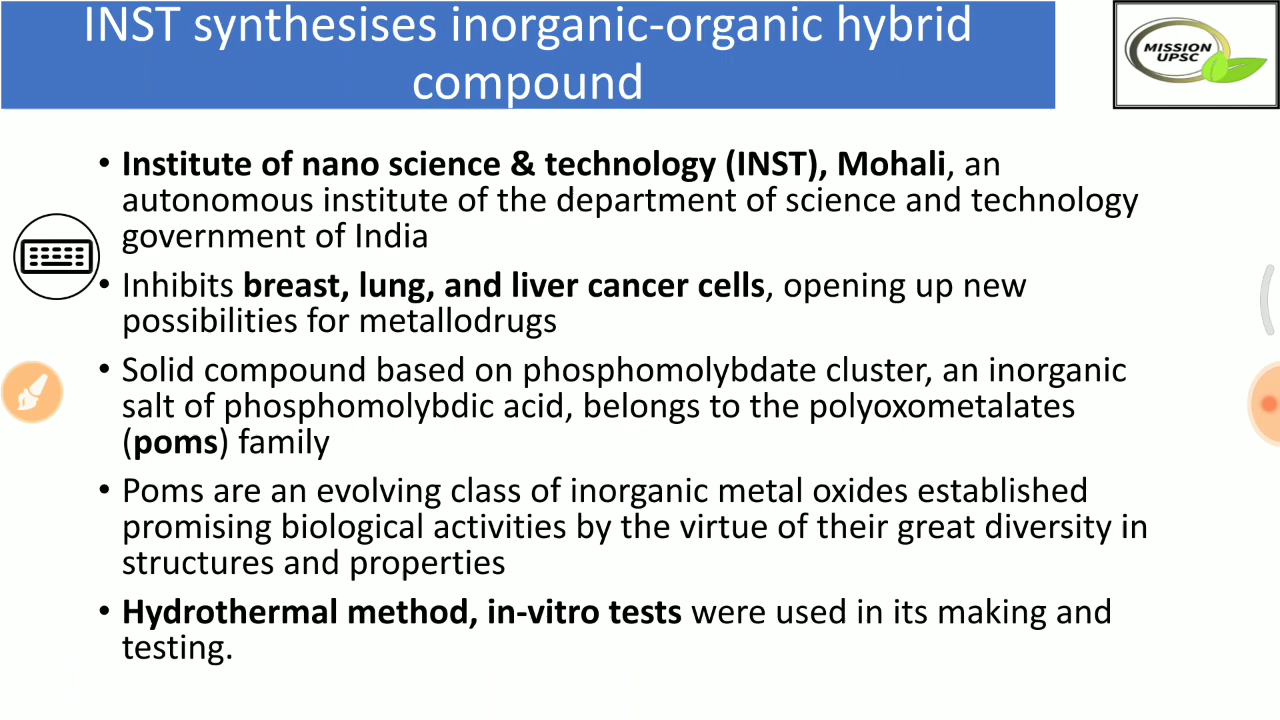 INST synthesises inorganic-organic hybrid
compound
MISSION
UPSC
• Institute of nano science & technology (INST), Mohali, an
autonomous institute of the department of science and technology
government of India
• Inhibits breast, lung, and liver cancer cells, opening up new
possibilities for metallodrugs
• Solid compound based on phosphomolybdate cluster, an inorganic
salt of phosphomolybdic acid, belongs to the polyoxometalates
(poms) family
• Poms are an evolving class of inorganic metal oxides established
promising biological activities by the virtue of their great diversity in
structures and properties
• Hydrothermal method, in-vitro tests were used in its making and
testing.